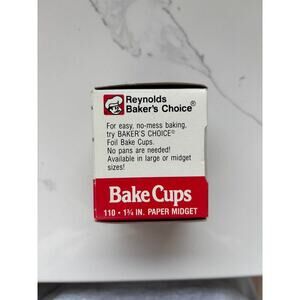 Reynolds
Baker's Choice®
For easy, no-mess baking,
try BAKER'S CHOICE®
Foil Bake Cups.
No pans are needed!
Available in large or midget
sizes!
Bake Cups
110 • 1¾ IN. PAPER MIDGET